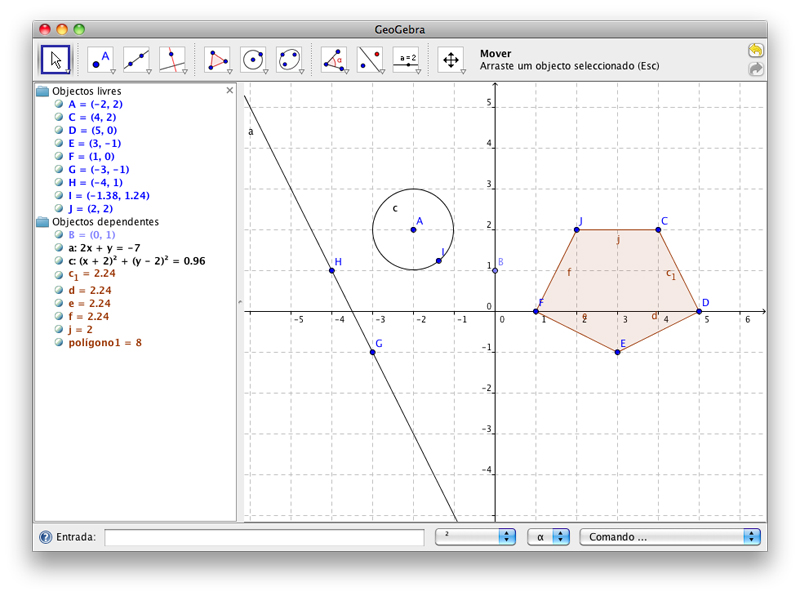 GeoGebra
A
α
a=2
Mover
Arraste um objecto seleccionado (Esc)
Objectos livres
A = (-2, 2)
C = (4, 2)
D = (5, 0)
E = (3, -1)
F = (1, 0)
G = (-3, -1)
H = (-4, 1)
I = (-1.38, 1.24)
J = (2, 2)
Objectos dependentes
B = (0, 1)
a: 2x + y = -7
c: (x + 2)² + (y - 2)² = 0.96
c₁ = 2.24
d = 2.24
e = 2.24
f = 2.24
j = 2
polígono1 = 8
5
a
4
3
c
A
2
J
C
j
I
B
1
H
f
c₁
0
F
D
e
d
-5 -4 -3 -2 -1 0 1 2 3 4 5 6
G
-1
E
-2
-3
-4
Entrada:
²
α
Comando ...